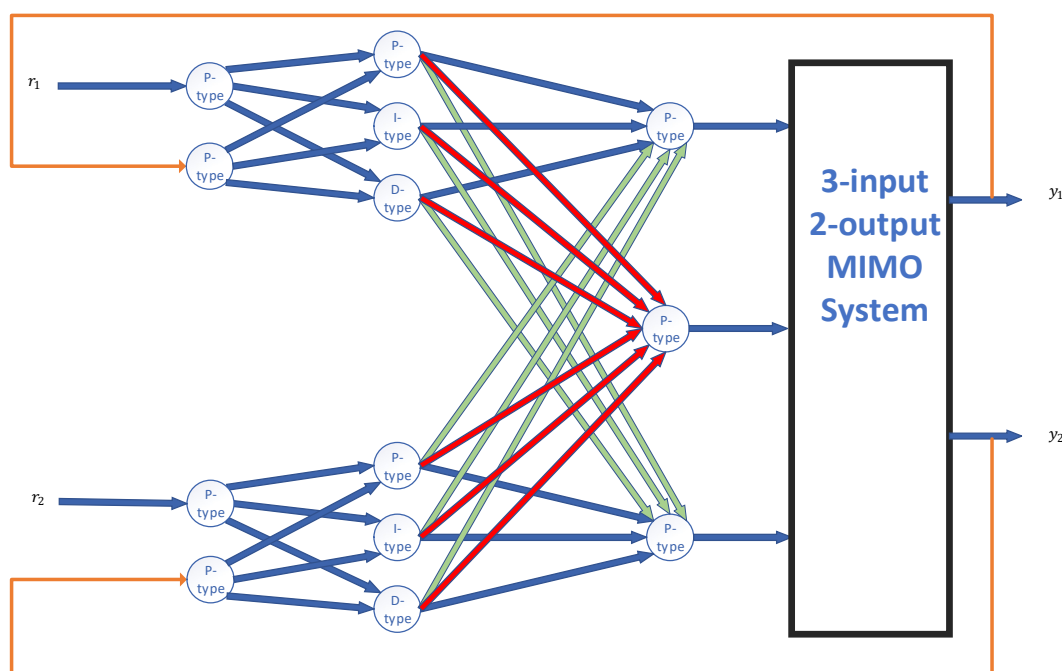 P-
type
r1
P-
type
P-
type
I-
type
D-
type
P-
type
3-input
2-output
MIMO
System
y1
P-
type
y2
r2
P-
type
P-
type
P-
type
I-
type
D-
type
P-
type